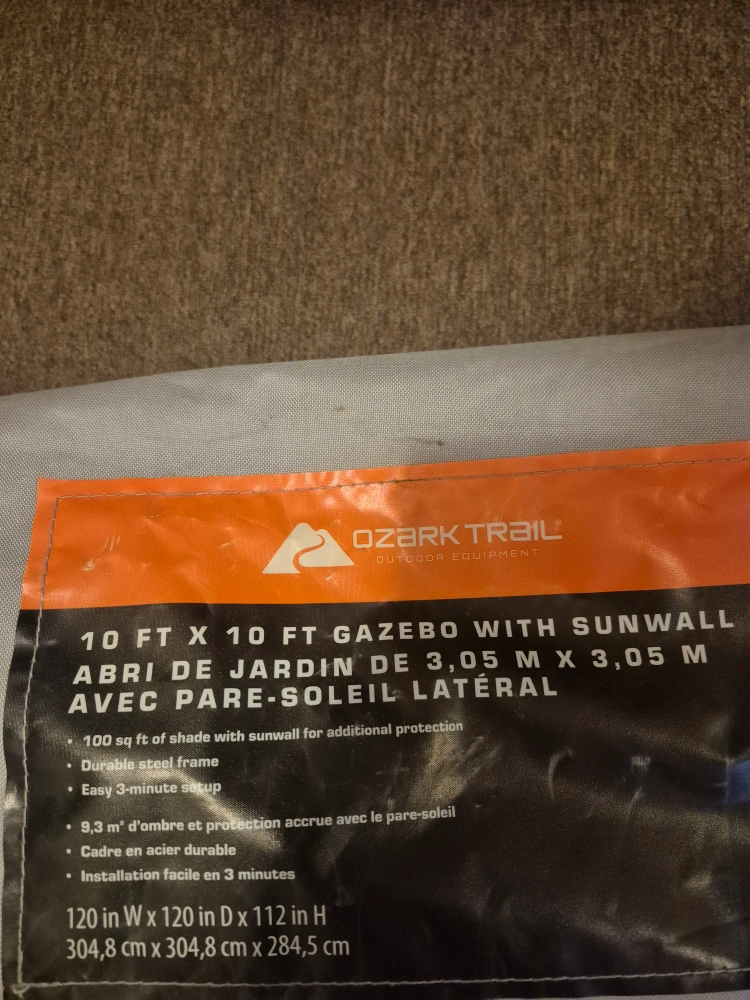 OZARK TRAIL®
OUTDOOR EQUIPMENT
10 FT X 10 FT GAZEBO WITH SUNWALL
ABRI DE JARDIN DE 3,05 M X 3,05 M
AVEC PARE-SOLEIL LATÉRAL
• 100 sq ft of shade with sunwall for additional protection
• Durable steel frame
• Easy 3-minute setup
• 9,3 m² d'ombre et protection accrue avec le pare-soleil
• Cadre en acier durable
• Installation facile en 3 minutes
120 in W x 120 in D x 112 in H
304,8 cm x 304,8 cm x 284,5 cm